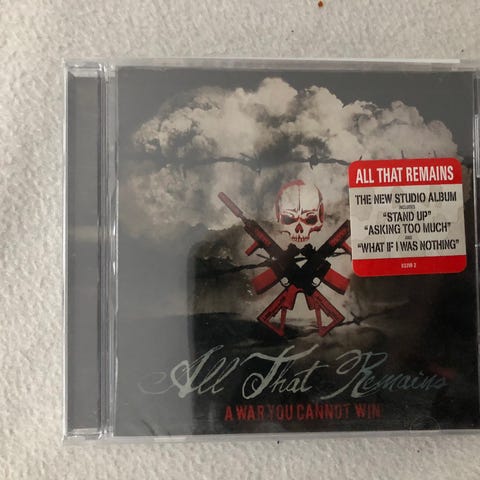 ALL THAT REMAINS
THE NEW STUDIO ALBUM
INCLUDES
"STAND UP"
"ASKING TOO MUCH"
AND
"WHAT IF I WAS NOTHING"
All That Remains
A WAR YOU CANNOT WIN